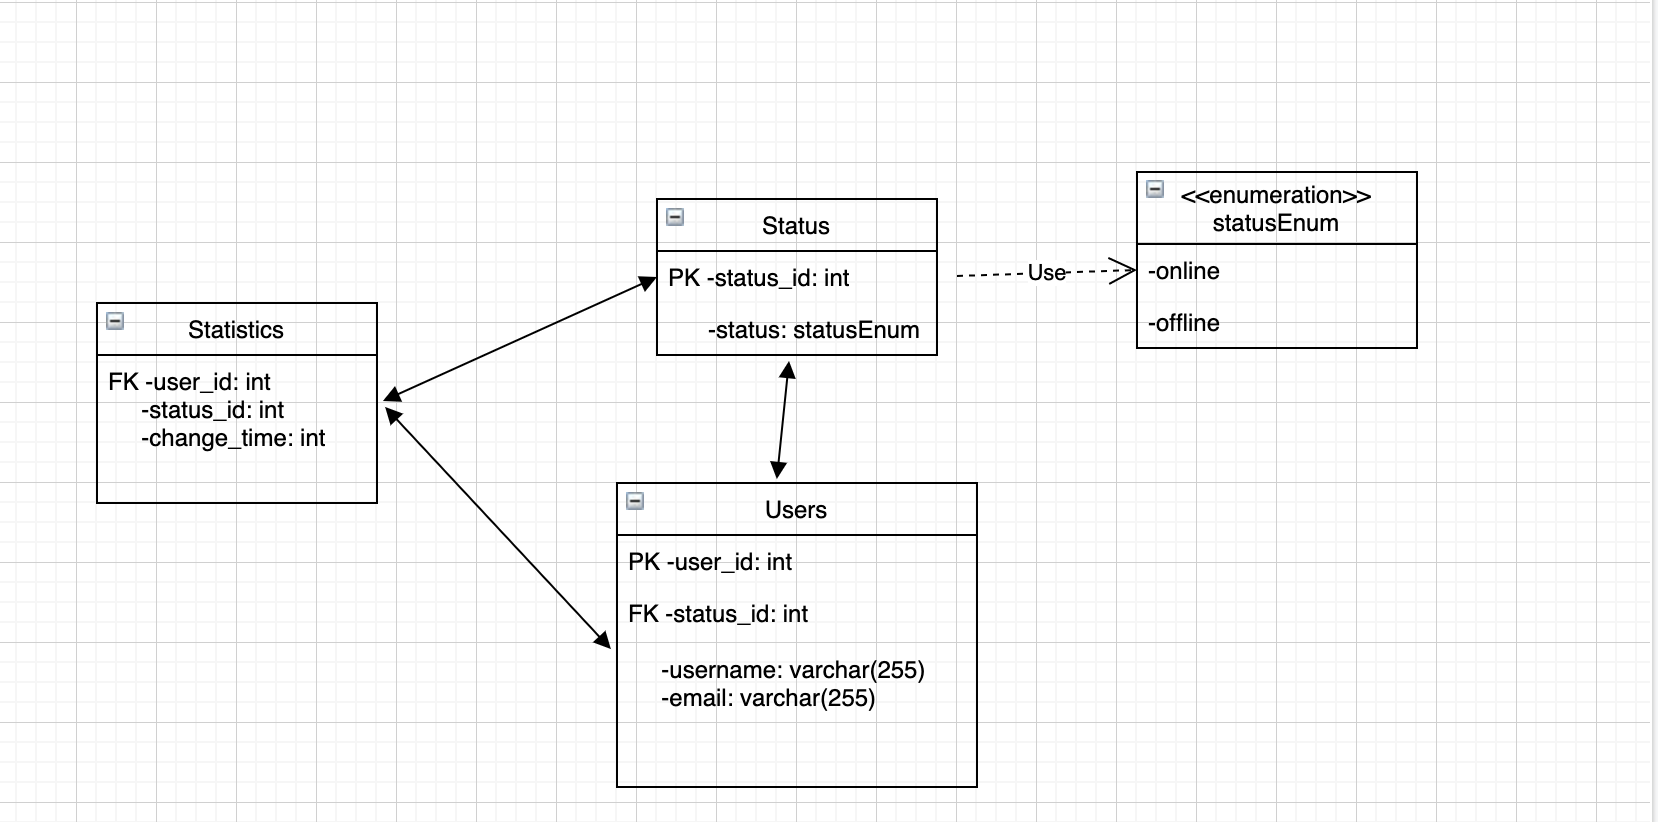 <<enumeration>>
statusEnum
-online
-offline
Status
PK -status_id: int
-status: statusEnum
Use
Statistics
FK -user_id: int
-status_id: int
-change_time: int
Users
PK -user_id: int
FK -status_id: int
-username: varchar(255)
-email: varchar(255)